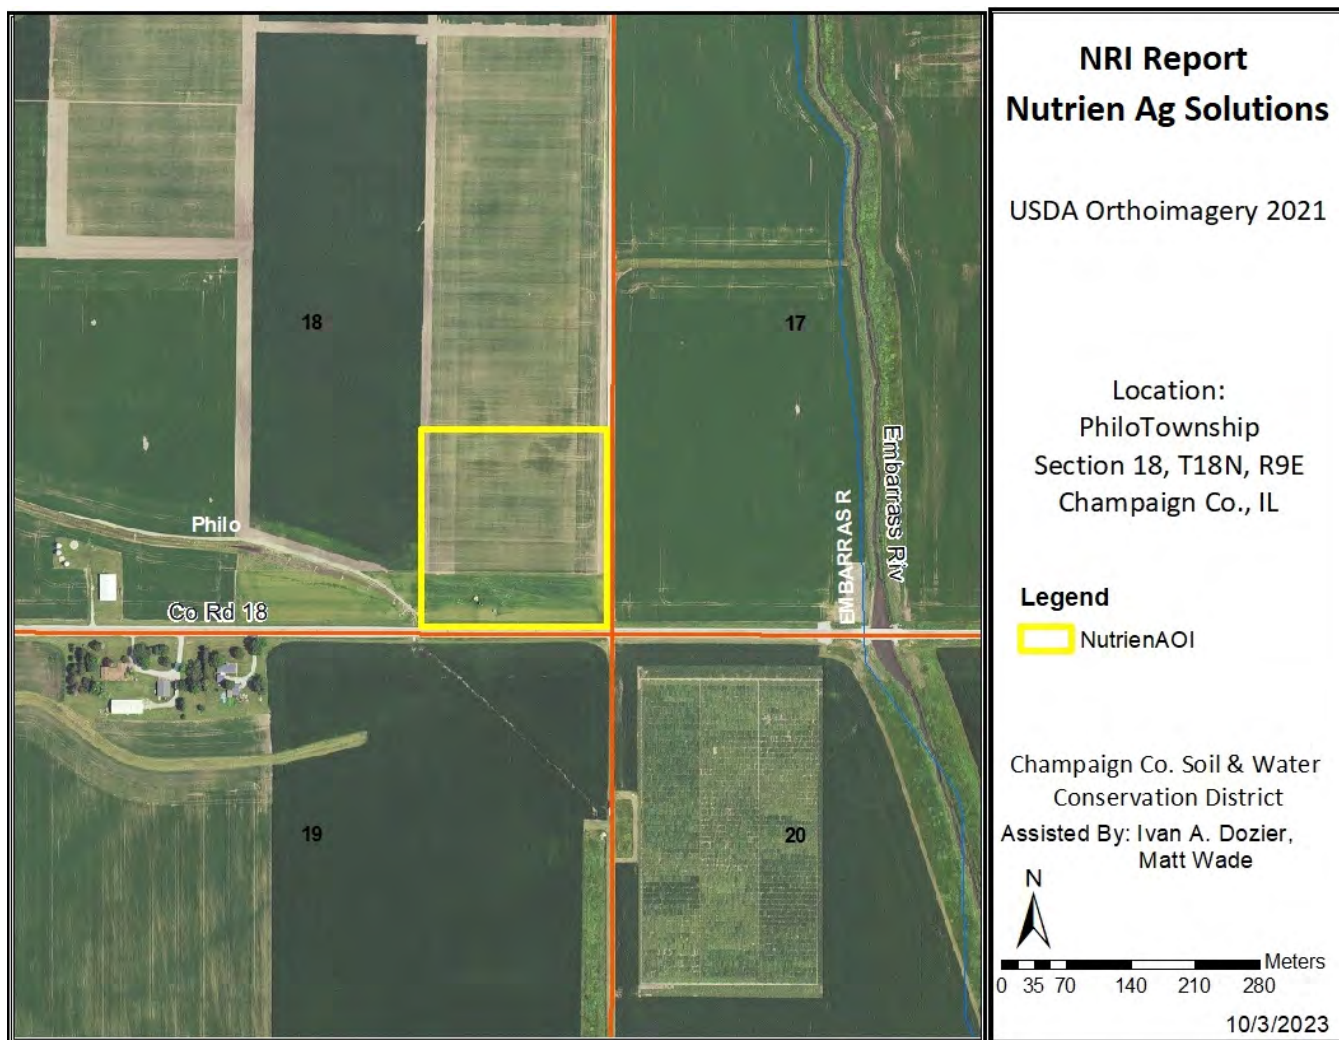 18
17
Philo
Co Rd 18
EMBARRAS R
Embarrass Riv
19
20
NRI Report
Nutrien Ag Solutions
USDA Orthoimagery 2021
Location:
PhiloTownship
Section 18, T18N, R9E
Champaign Co., IL
Legend
NutrienAOI
Champaign Co. Soil & Water
Conservation District
Assisted By: Ivan A. Dozier,
Matt Wade
N
Meters
0 35 70 140 210 280
10/3/2023